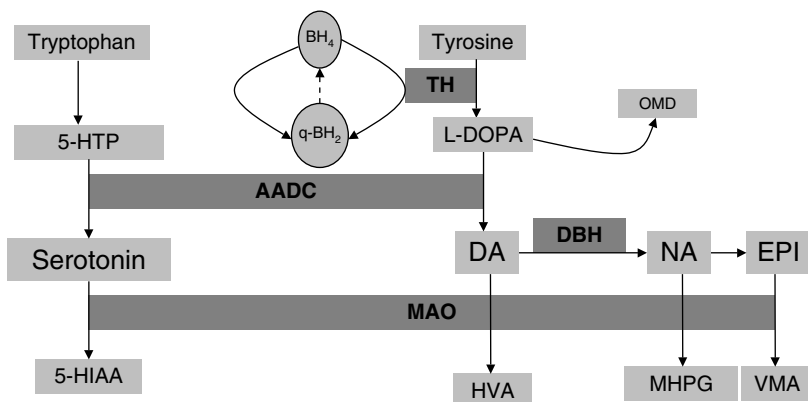 Tryptophan
BH₄
Tyrosine
TH
OMD
5-HTP
q-BH₂
L-DOPA
AADC
Serotonin
DA
DBH
NA
EPI
MAO
5-HIAA
HVA
MHPG
VMA